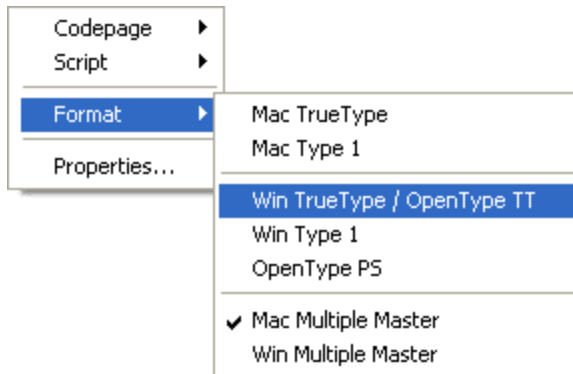 Codepage
Script
Format
Properties...
Mac TrueType
Mac Type 1
Win TrueType / OpenType TT
Win Type 1
OpenType PS
Mac Multiple Master
Win Multiple Master